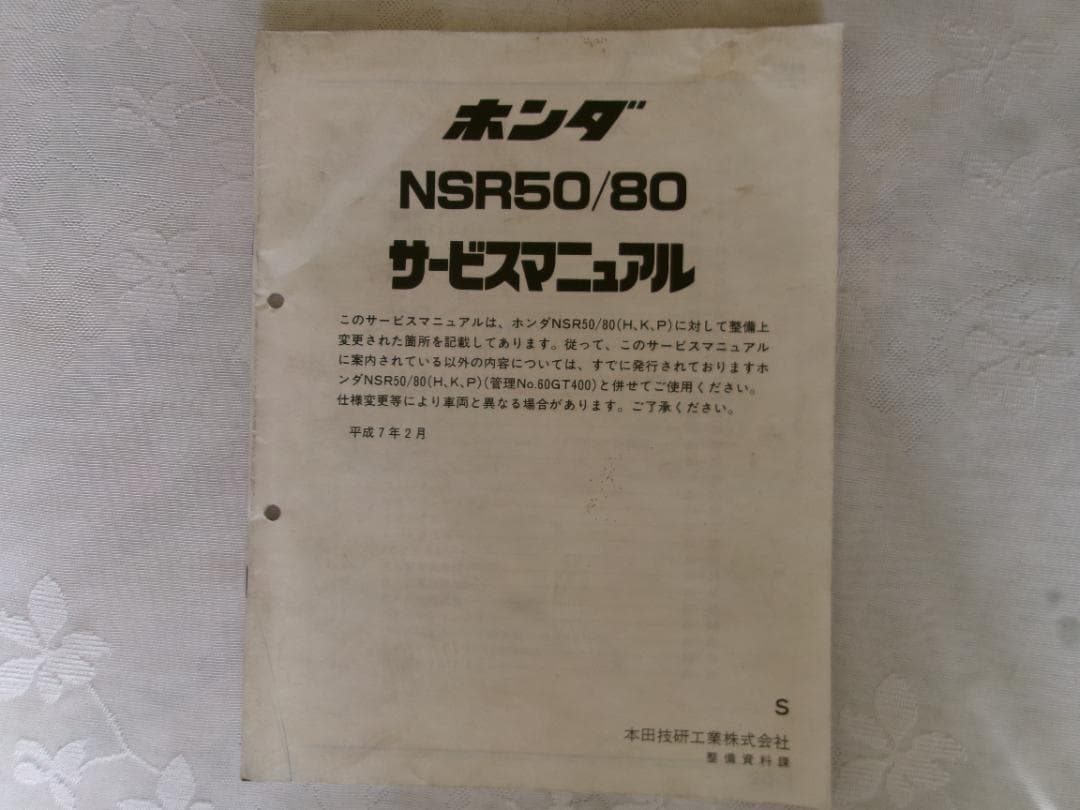 ホンダ
NSR50/80
サービスマニュアル
このサービスマニュアルは、ホンダNSR50/80(H、K、P)に対して整備上
変更された箇所を記載してあります。従って、このサービスマニュアル
に案内されている以外の内容については、すでに発行されておりますホ
ンダNSR50/80(H、K、P)(管理No.60GT400)と併せてご使用ください。
仕様変更等により車両と異なる場合があります。ご了承ください。
平成7年2月
S
本田技研工業株式会社
整備資料課